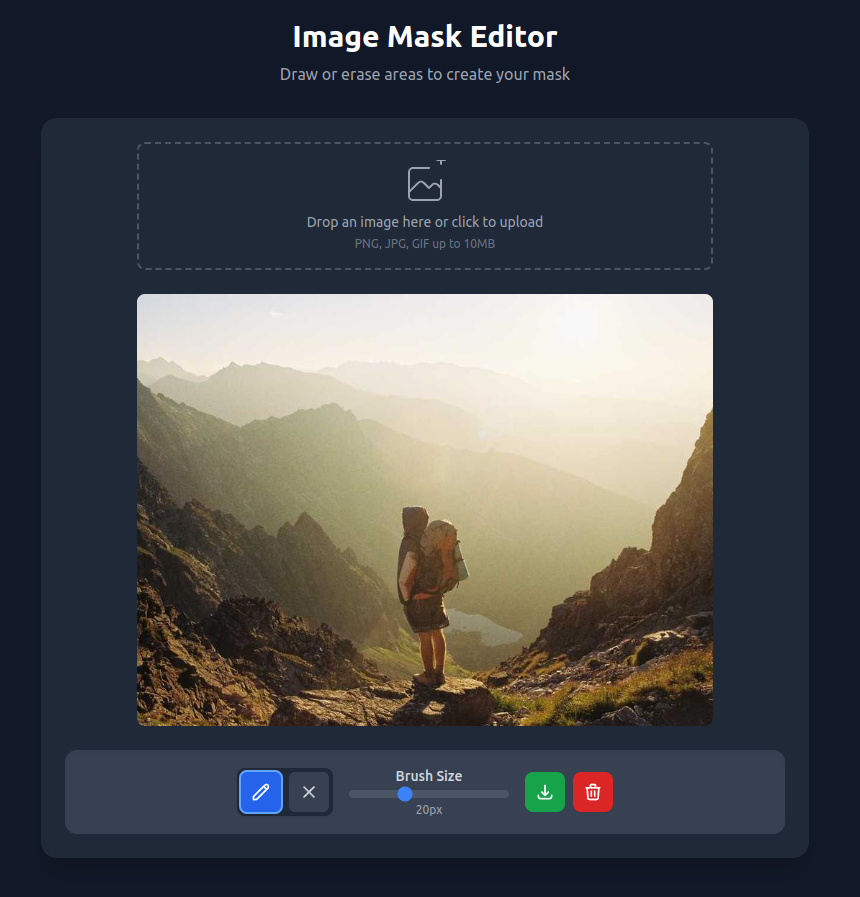 Image Mask Editor
Draw or erase areas to create your mask
Drop an image here or click to upload
PNG, JPG, GIF up to 10MB
Brush Size
20px